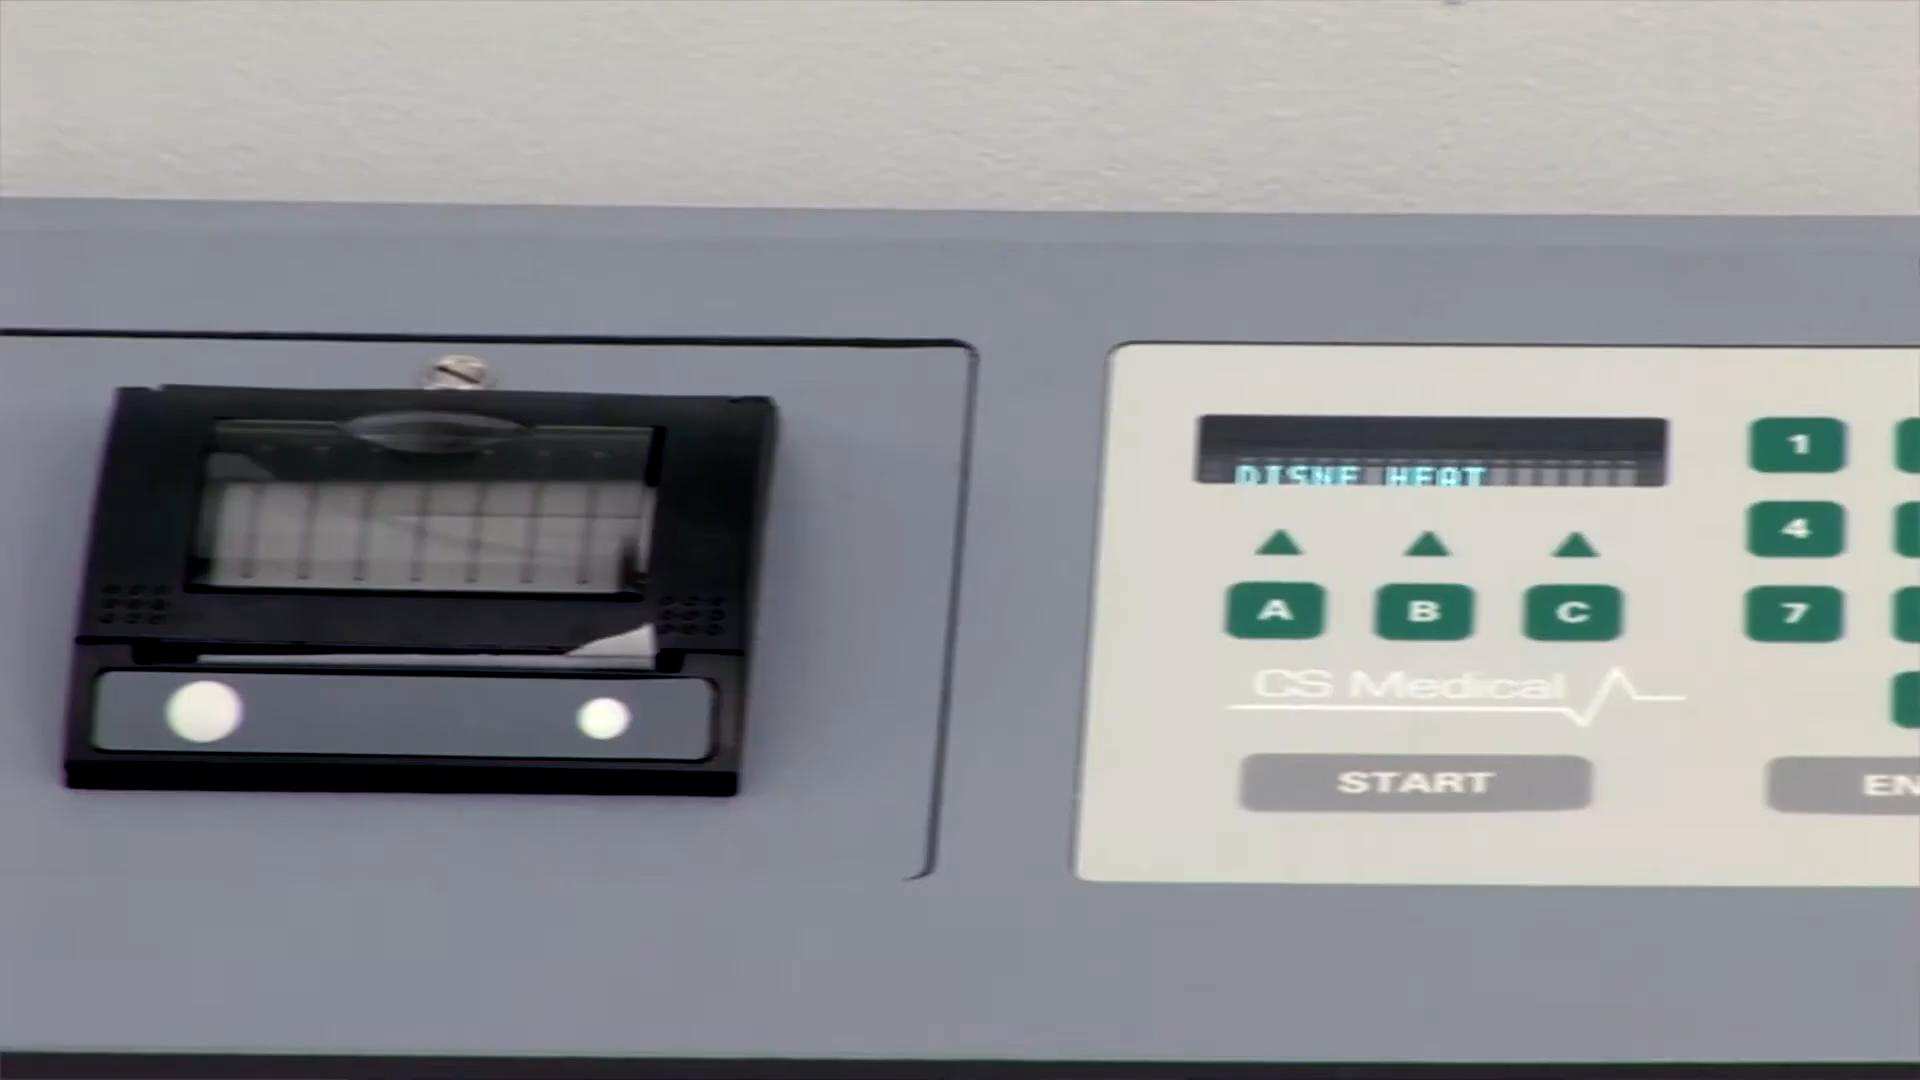 DISNF HEAT
1
4
A B C 7
CS Medical
START EN